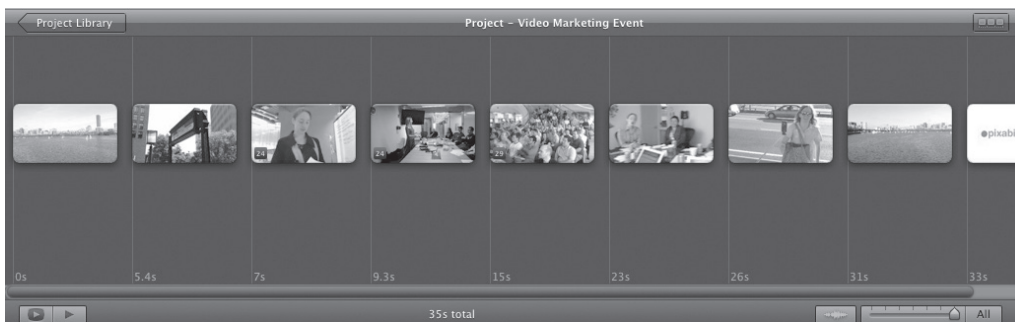 Project Library
Project – Video Marketing Event
24
24
29
0s
5.4s
7s
9.3s
15s
23s
26s
31s
33s
35s total
All